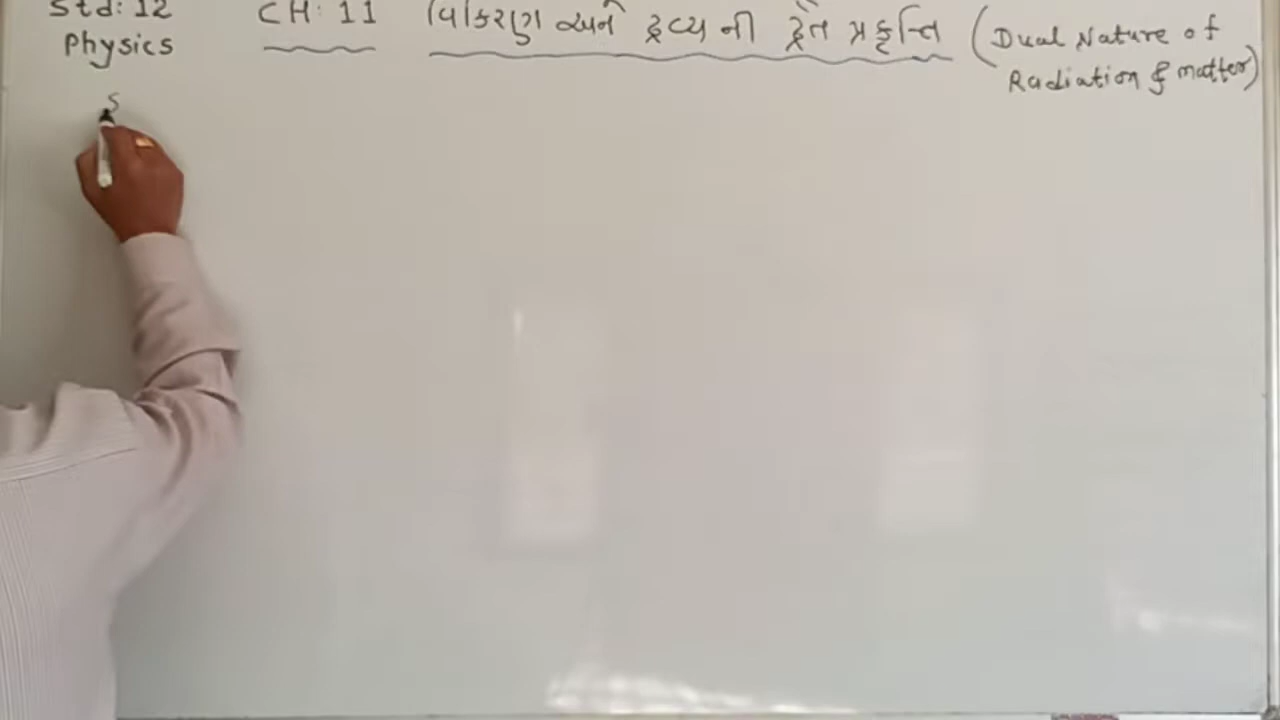 Std: 12 CH: 11 વિકિરણ અને દ્રવ્ય ની દ્વૈત પ્રકૃત્તિ (Dual Nature of
Physics Radiation & matter)
S